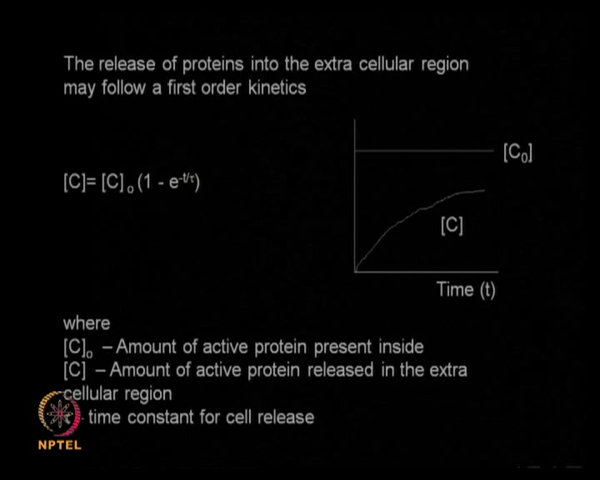 The release of proteins into the extra cellular region
may follow a first order kinetics
[C]= [C]₀ (1 - e^-t/τ)
[C₀]
[C]
Time (t)
where
[C]₀ – Amount of active protein present inside
[C] – Amount of active protein released in the extra
cellular region
- time constant for cell release
NPTEL